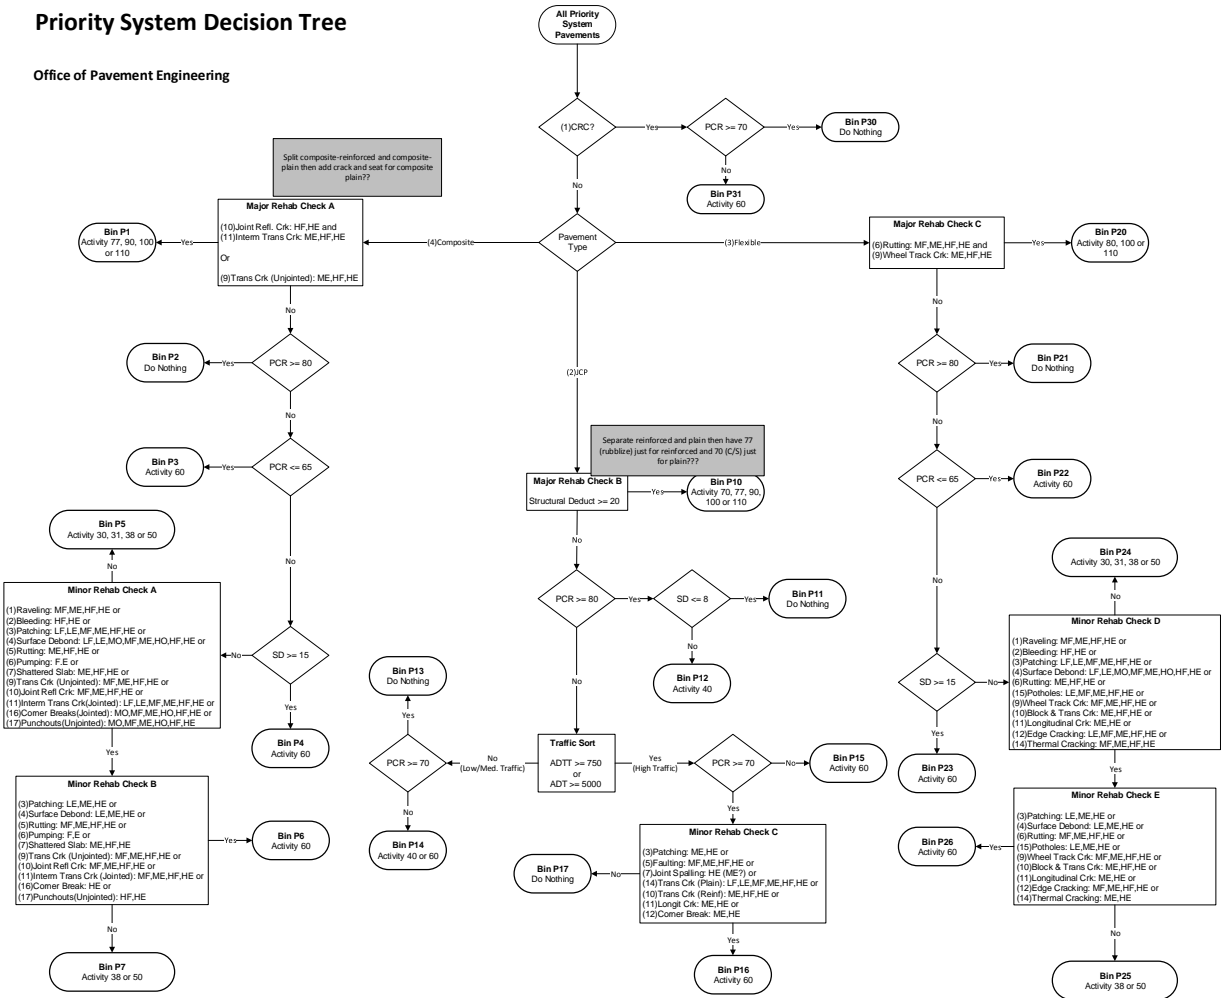 Priority System Decision Tree
Office of Pavement Engineering
All Priority
System
Pavements
(1)CRC?
Yes
PCR >= 70
Yes
Bin P30
Do Nothing
No
Bin P31
Activity 60
No
Split composite-reinforced and composite-
plain then add crack and seat for composite
plain??
Pavement
Type
(4)Composite
(3)Flexible
(2)JCP
Major Rehab Check A
(10)Joint Refl. Crk: HF,HE and
(11)Interm Trans Crk: ME,HF,HE
Or
(9)Trans Crk (Unjointed): ME,HF,HE
Yes
Bin P1
Activity 77, 90, 100
or 110
No
PCR >= 80
Yes
Bin P2
Do Nothing
No
PCR <= 65
Yes
Bin P3
Activity 60
No
SD >= 15
Yes
Bin P4
Activity 60
No
Minor Rehab Check A
(1)Raveling: MF,ME,HF,HE or
(2)Bleeding: HF,HE or
(3)Patching: LF,LE,MF,ME,HF,HE or
(4)Surface Debond: LF,LE,MO,MF,ME,HO,HF,HE or
(5)Rutting: ME,HF,HE or
(6)Pumping: F,E or
(7)Shattered Slab: ME,HF,HE or
(9)Trans Crk (Unjointed): MF,ME,HF,HE or
(10)Joint Refl Crk: MF,ME,HF,HE or
(11)Interm Trans Crk(Jointed): LF,LE,MF,ME,HF,HE or
(16)Corner Breaks(Jointed): MO,MF,ME,HO,HF,HE or
(17)Punchouts(Unjointed): MO,MF,ME,HO,HF,HE
No
Bin P5
Activity 30, 31, 38 or 50
Yes
Minor Rehab Check B
(3)Patching: LE,ME,HE or
(4)Surface Debond: LE,ME,HE or
(5)Rutting: MF,ME,HF,HE or
(6)Pumping: F,E or
(7)Shattered Slab: ME,HF,HE
(9)Trans Crk (Unjointed): MF,ME,HF,HE or
(10)Joint Refl Crk: MF,ME,HF,HE or
(11)Interm Trans Crk (Jointed): MF,ME,HF,HE or
(16)Corner Break: HE or
(17)Punchouts(Unjointed): HF,HE
Yes
Bin P6
Activity 60
No
Bin P7
Activity 38 or 50
Separate reinforced and plain then have 77
(rubblize) just for reinforced and 70 (C/S) just
for plain???
Major Rehab Check B
Structural Deduct >= 20
Yes
Bin P10
Activity 70, 77, 90,
100 or 110
No
PCR >= 80
Yes
SD <= 8
Yes
Bin P11
Do Nothing
No
Bin P12
Activity 40
No
Traffic Sort
ADTT >= 750
or
ADT >= 5000
No
(Low/Med. Traffic)
PCR >= 70
Yes
Bin P13
Do Nothing
No
Bin P14
Activity 40 or 60
Yes
(High Traffic)
PCR >= 70
No
Bin P15
Activity 60
Yes
Minor Rehab Check C
(3)Patching: ME,HE or
(5)Faulting: MF,ME,HF,HE or
(7)Joint Spalling: HE (ME?) or
(14)Trans Crk (Plain): LF,LE,MF,ME,HF,HE or
(10)Trans Crk (Reinf): ME,HF,HE or
(11)Longit Crk: ME,HE or
(12)Corner Break: ME,HE
No
Bin P17
Do Nothing
Yes
Bin P16
Activity 60
Major Rehab Check C
(6)Rutting: MF,ME,HF,HE and
(9)Wheel Track Crk: ME,HF,HE
Yes
Bin P20
Activity 80, 100 or
110
No
PCR >= 80
Yes
Bin P21
Do Nothing
No
PCR <= 65
Yes
Bin P22
Activity 60
No
SD >= 15
Yes
Bin P23
Activity 60
No
Minor Rehab Check D
(1)Raveling: MF,ME,HF,HE or
(2)Bleeding: HF,HE or
(3)Patching: LF,LE,MF,ME,HF,HE or
(4)Surface Debond: LF,LE,MO,MF,ME,HO,HF,HE or
(6)Rutting: ME,HF,HE or
(15)Potholes: LE,MF,ME,HF,HE or
(9)Wheel Track Crk: MF,ME,HF,HE or
(10)Block & Trans Crk: ME,HF,HE or
(11)Longitudinal Crk: ME,HE or
(12)Edge Cracking: LE,MF,ME,HF,HE or
(14)Thermal Cracking: MF,ME,HF,HE
No
Bin P24
Activity 30, 31, 38 or 50
Yes
Minor Rehab Check E
(3)Patching: LE,ME,HE or
(4)Surface Debond: LE,ME,HE or
(6)Rutting: MF,ME,HF,HE or
(15)Potholes: LE,ME,HE or
(9)Wheel Track Crk: MF,ME,HF,HE or
(10)Block & Trans Crk: ME,HF,HE or
(11)Longitudinal Crk: ME,HE or
(12)Edge Cracking: MF,ME,HF,HE or
(14)Thermal Cracking: ME,HE
Yes
Bin P26
Activity 60
No
Bin P25
Activity 38 or 50